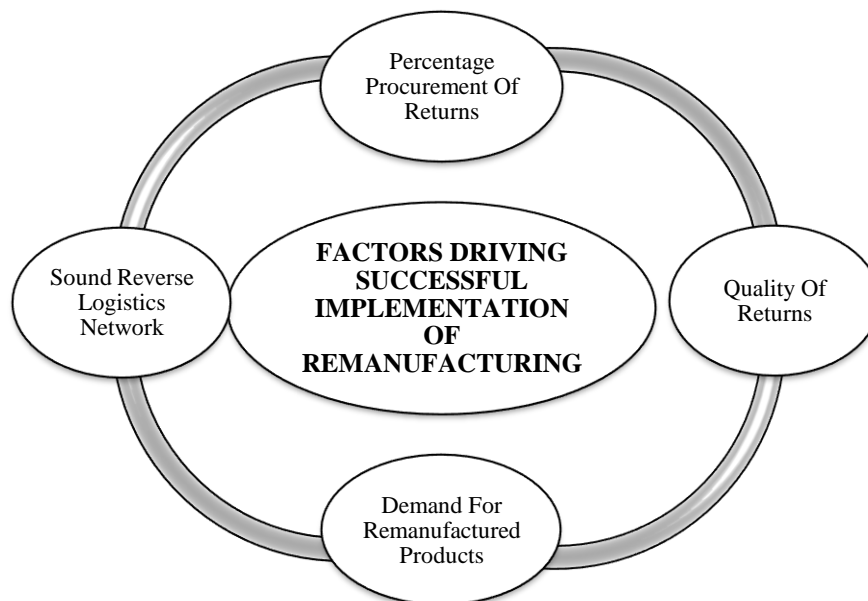 Percentage
Procurement Of
Returns
Sound Reverse
Logistics
Network
FACTORS DRIVING
SUCCESSFUL
IMPLEMENTATION
OF
REMANUFACTURING
Quality Of
Returns
Demand For
Remanufactured
Products